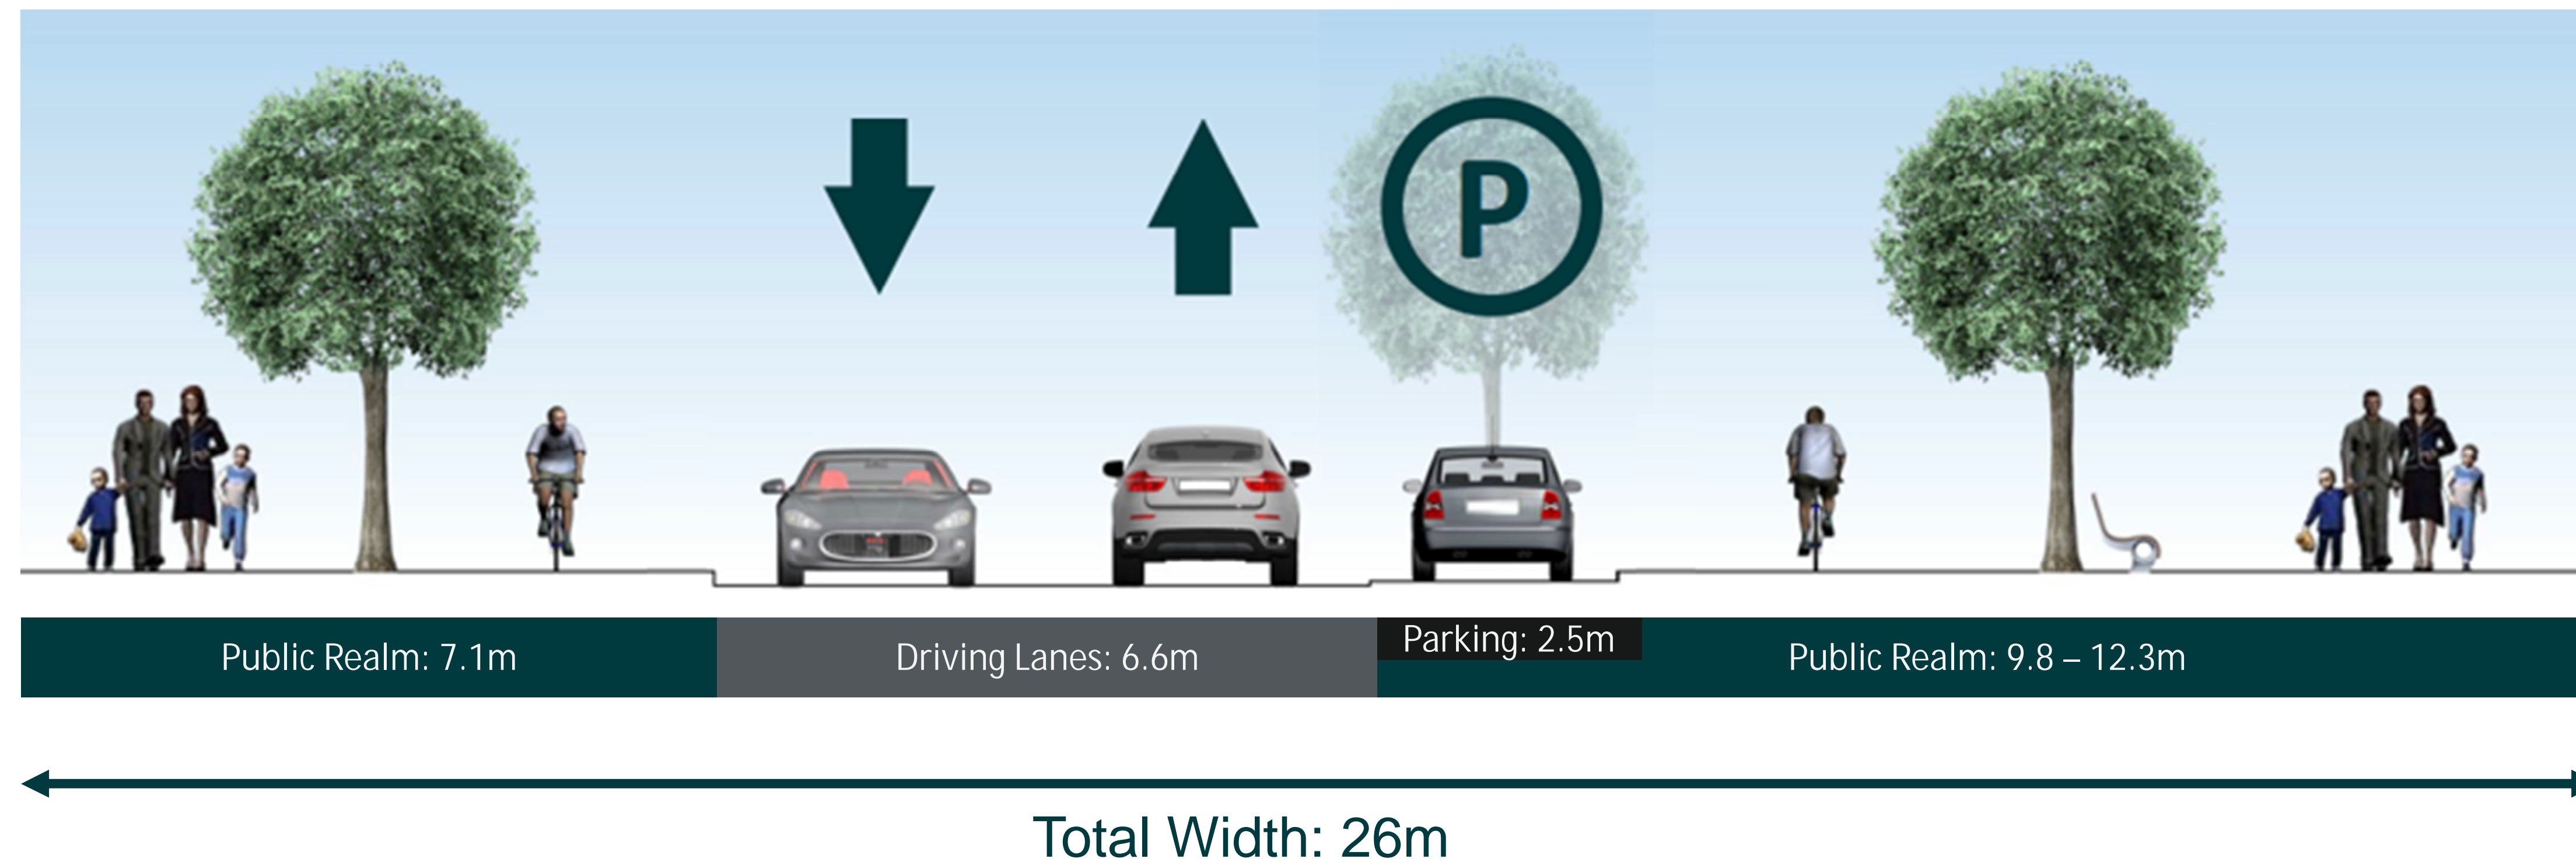 P
Public Realm: 7.1m
Driving Lanes: 6.6m
Parking: 2.5m
Public Realm: 9.8 – 12.3m
Total Width: 26m